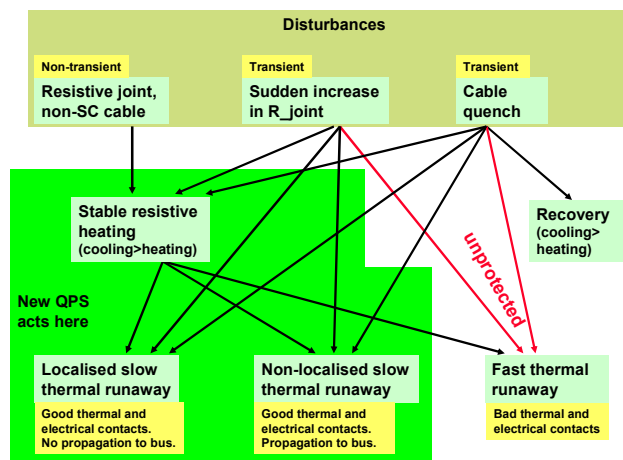 Disturbances
Non-transient
Resistive joint,
non-SC cable
Transient
Sudden increase
in R_joint
Transient
Cable
quench
Stable resistive
heating
(cooling>heating)
Recovery
(cooling>
heating)
unprotected
New QPS
acts here
Localised slow
thermal runaway
Good thermal and
electrical contacts.
No propagation to bus.
Non-localised slow
thermal runaway
Good thermal and
electrical contacts.
Propagation to bus.
Fast thermal
runaway
Bad thermal and
electrical contacts